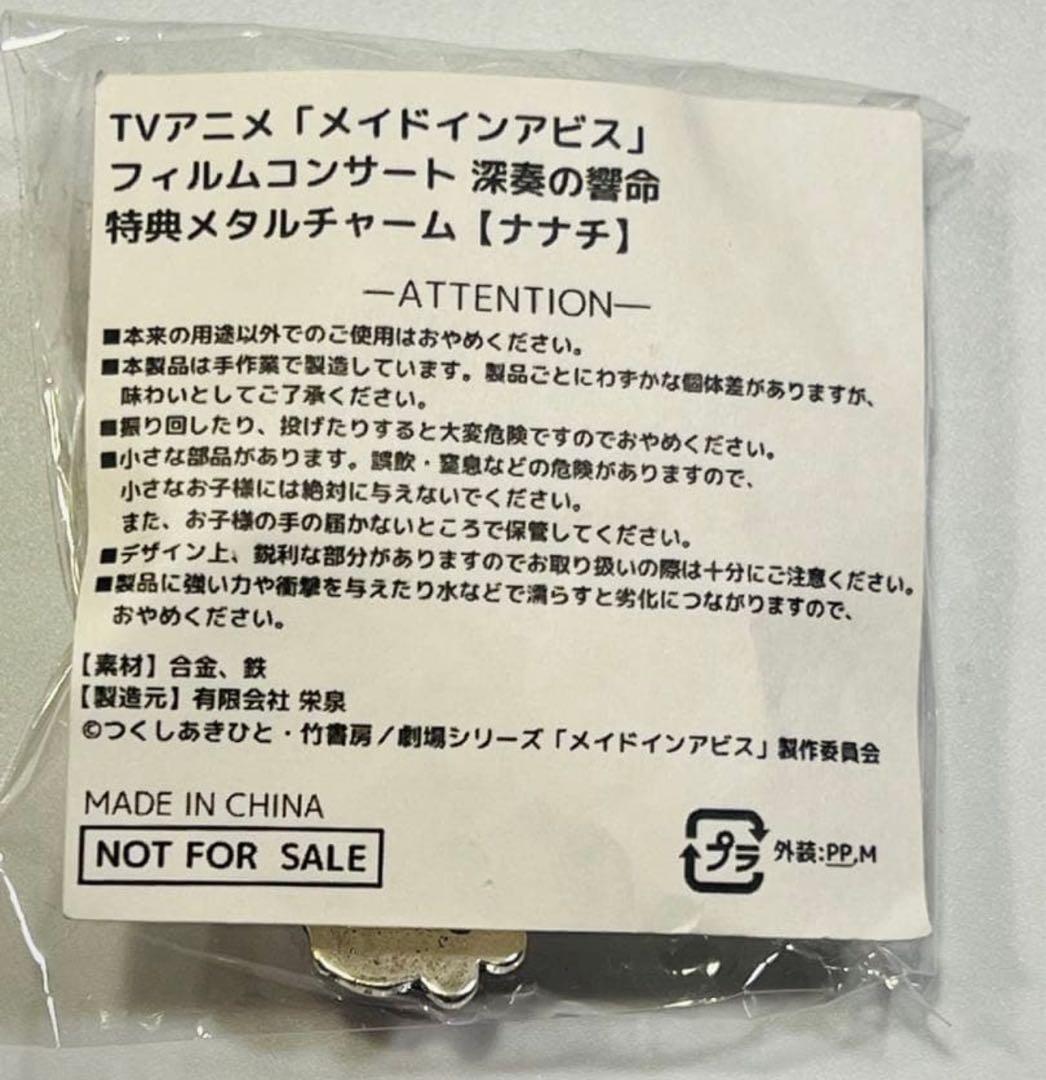 TVアニメ「メイドインアビス」
フィルムコンサート 深奏の響命
特典メタルチャーム【ナナチ】
―ATTENTION―
■本来の用途以外でのご使用はおやめください。
■本製品は手作業で製造しています。製品ごとにわずかな個体差がありますが、
味わいとしてご了承ください。
■振り回したり、投げたりすると大変危険ですのでおやめください。
■小さな部品があります。誤飲・窒息などの危険がありますので、
小さなお子様には絶対に与えないでください。
また、お子様の手の届かないところで保管してください。
■デザイン上、鋭利な部分がありますのでお取り扱いの際は十分にご注意ください。
■製品に強い力や衝撃を与えたり水などで濡らすと劣化につながりますので、
おやめください。
【素材】合金、鉄
【製造元】有限会社 栄泉
©つくしあきひと・竹書房/劇場シリーズ「メイドインアビス」製作委員会
MADE IN CHINA
NOT FOR SALE
プラ 外装:PP,M